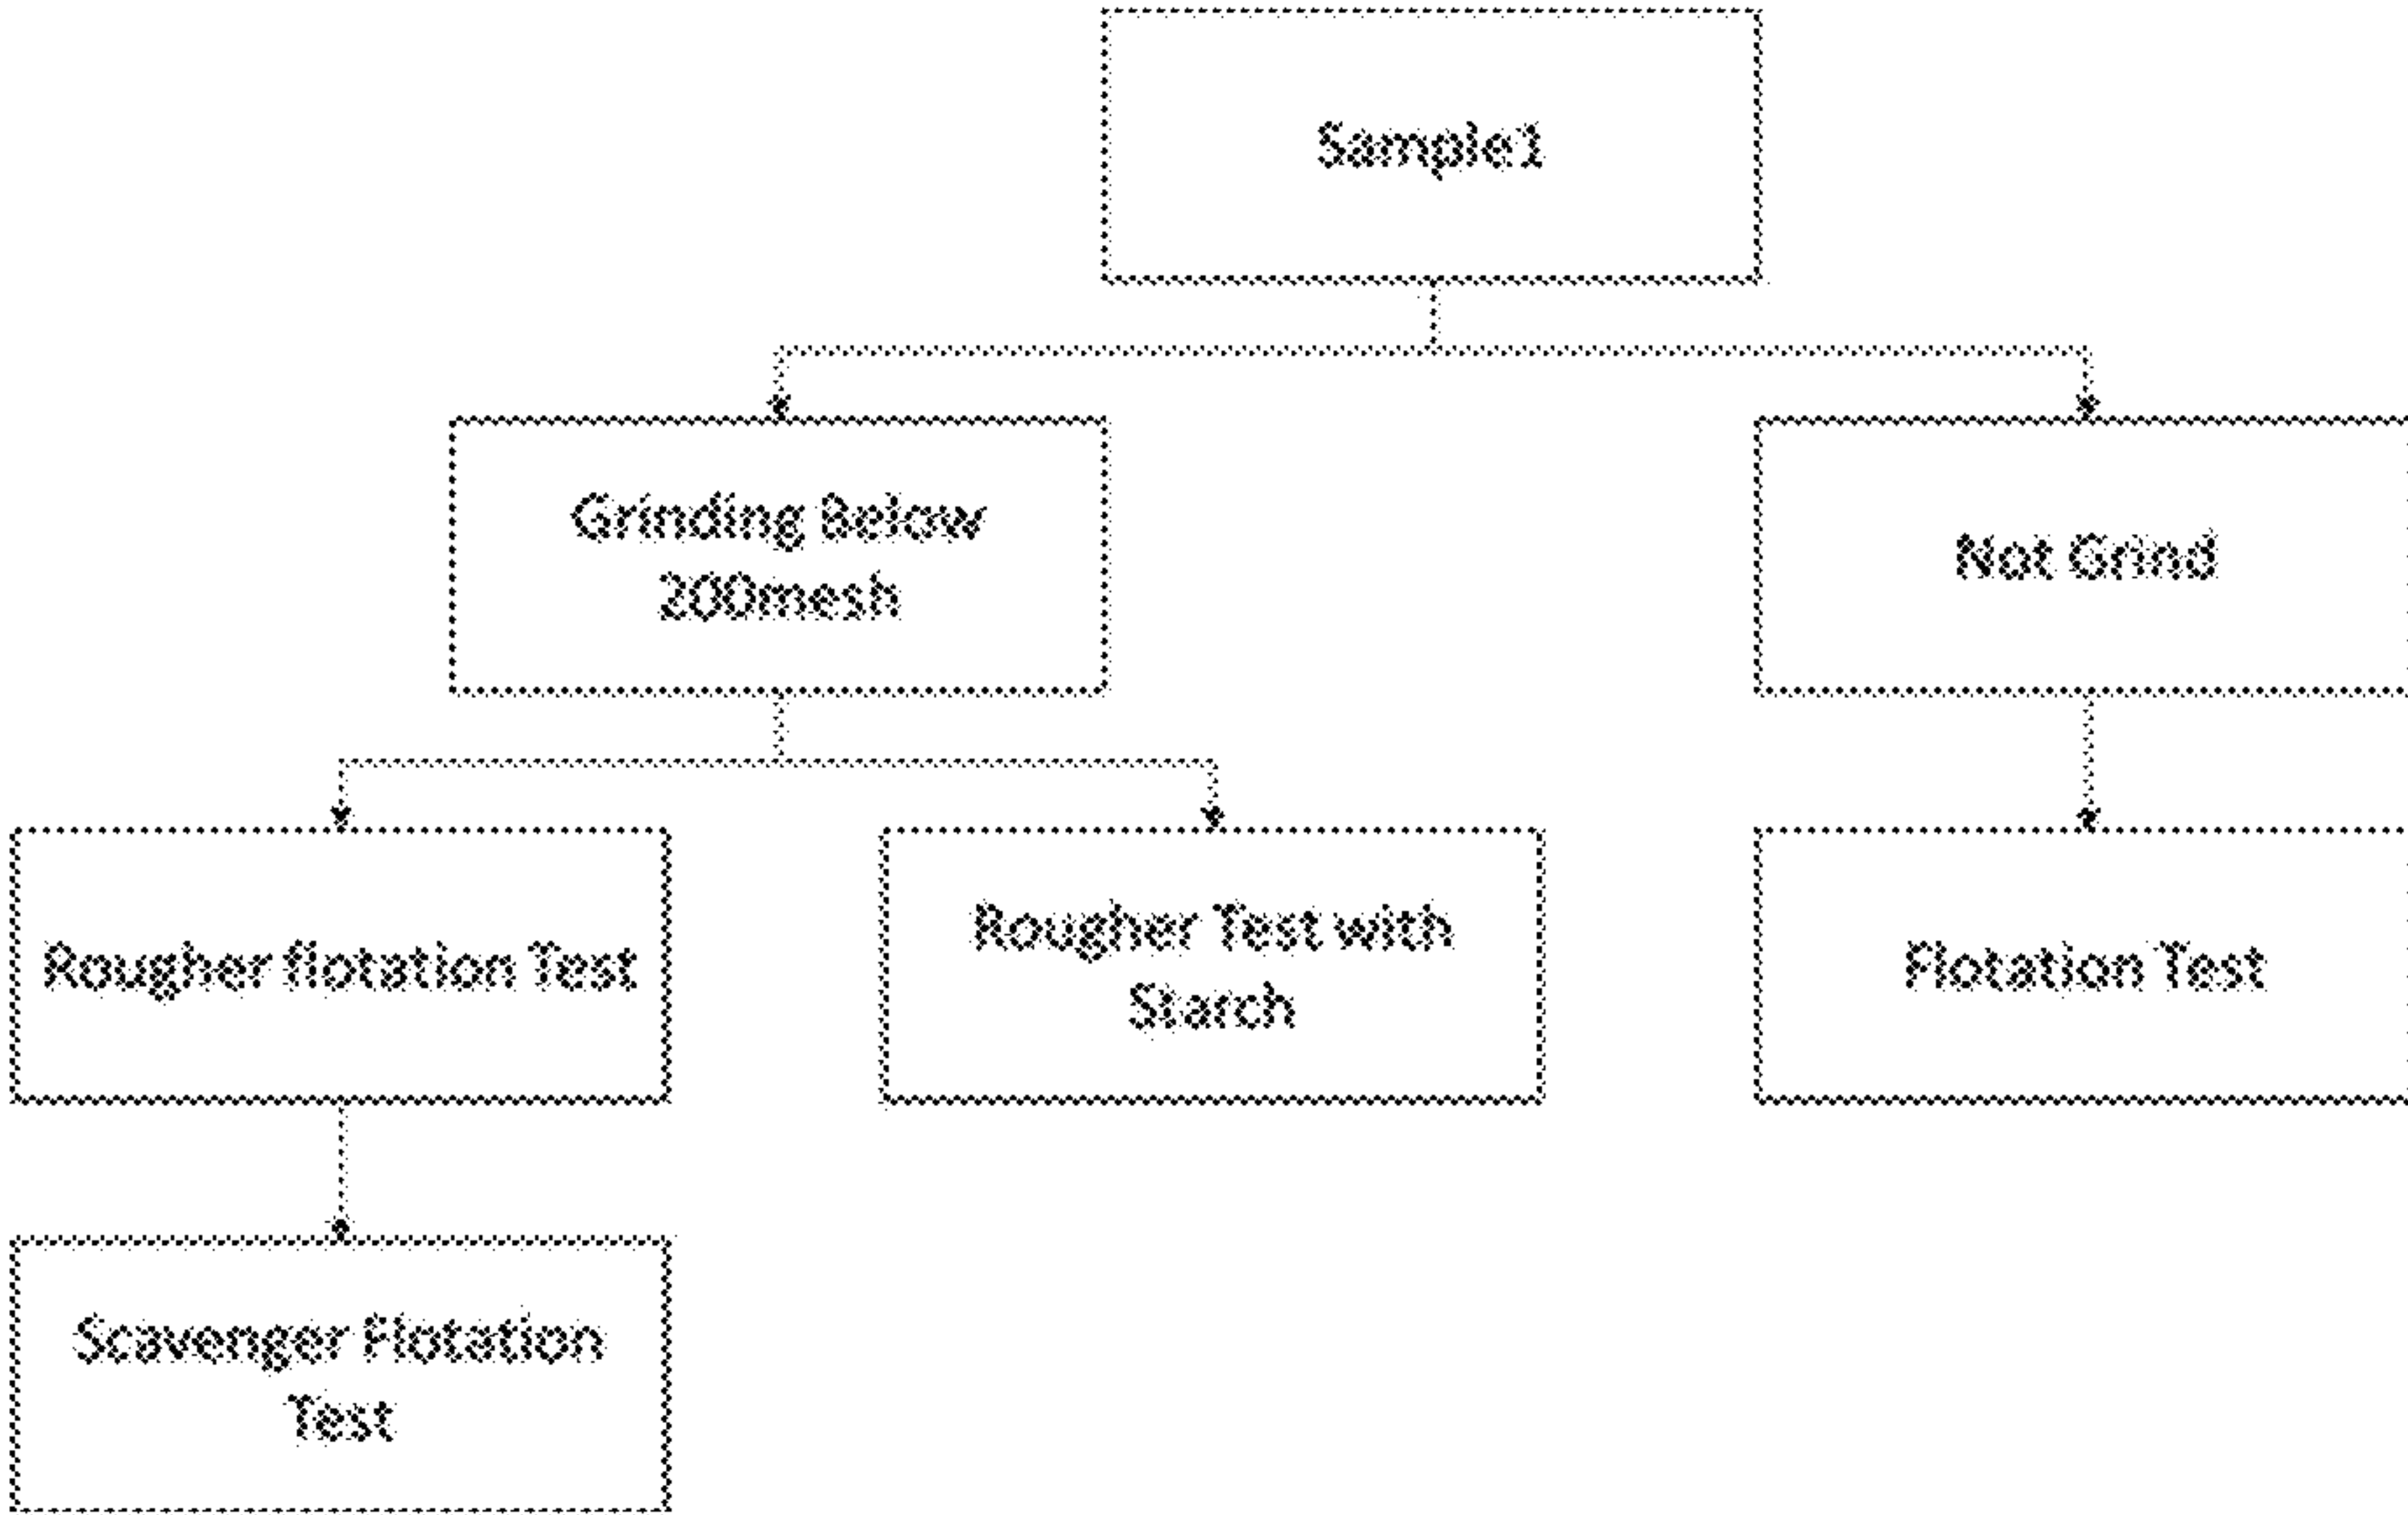 Sample1
Grinding Below
200mesh
Not Grind
Rougher flotation Test
Rougher Test with
Starch
Flotation Test
Scavenger Flotation
Test